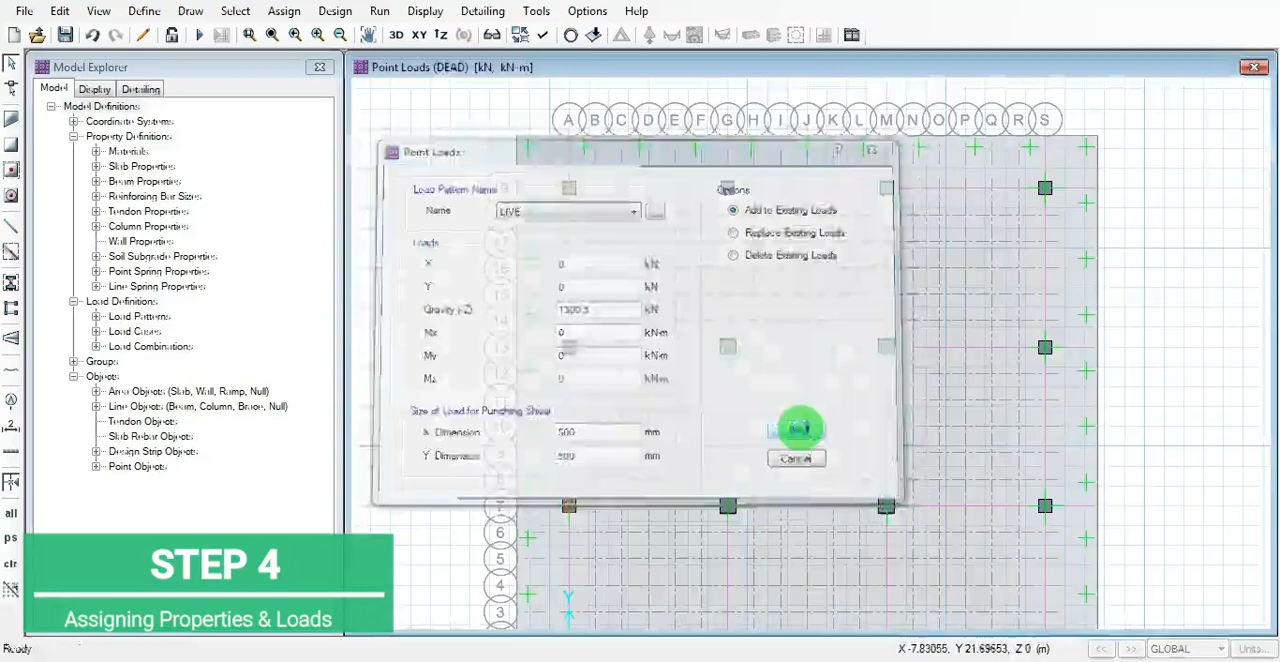 File Edit View Define Draw Select Assign Design Run Display Detailing Tools Options Help
3D XY
Model Explorer
Model Display Detailing
Model Definitions
Coordinate Systems
Property Definitions
Materials
Slab Properties
Beam Properties
Reinforcing Bar Sizes
Tendon Properties
Column Properties
Wall Properties
Soil Subgrade Properties
Point Spring Properties
Line Spring Properties
Load Definitions
Load Patterns
Load Cases
Load Combinations
Groups
Objects
Area Objects (Slab, Wall, Ramp, Null)
Line Objects (Beam, Column, Brace, Null)
Tendon Objects
Slab Rebar Objects
Design Strip Objects
Point Objects
all
ps
clr
Point Loads (DEAD) [kN, kN-m]
A B C D E F G H I J K L M N O P Q R S
Point Loads
Load Pattern Name
Name LIVE
Loads
X 0 kN
Y 0 kN
Gravity kN
Mx 0 kN-m
My 0 kN-m
Mz 0 kN-m
Size of Load for Punching Shear
X Dimension 500 mm
Y Dimension 500 mm
Options
Add to Existing Loads
Replace Existing Loads
Delete Existing Loads
Cancel
6
5
4
3
Y
X
STEP 4
Assigning Properties & Loads
Ready
X -7.83055, Y 21.69653, Z 0 (m)
<< >> GLOBAL Units...